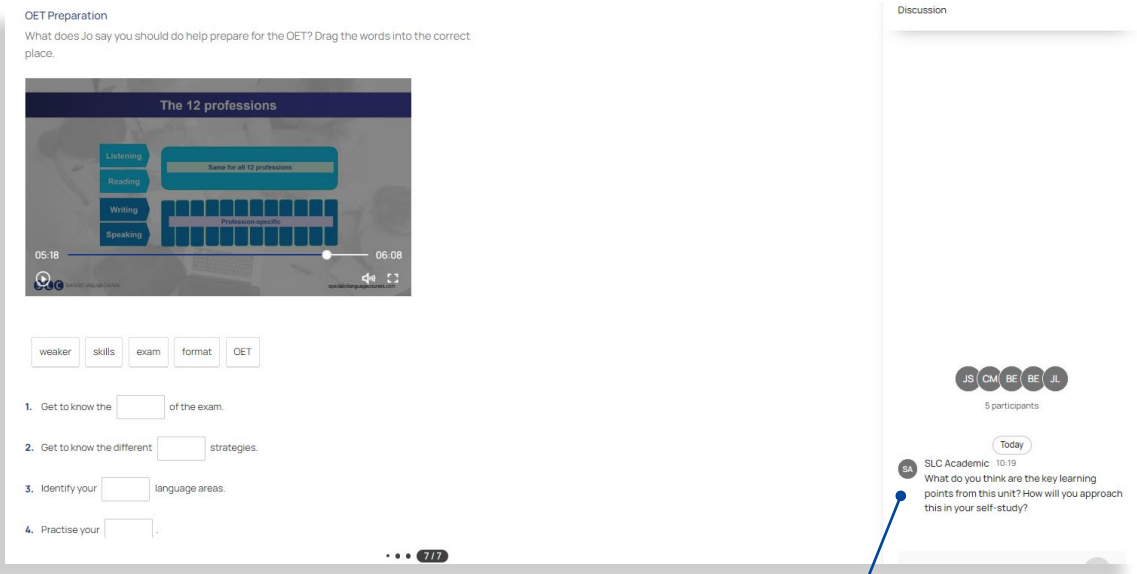 OET Preparation
What does Jo say you should do help prepare for the OET? Drag the words into the correct
place.
The 12 professions
Listening
Reading
Same for all 12 professions
Writing
Speaking
Profession-specific
05:18
06:08
specialistlanguagecourses.com
weaker
skills
exam
format
OET
1. Get to know the
of the exam.
2. Get to know the different
strategies.
3. Identify your
language areas.
4. Practise your
.
7/7
Discussion
JS CM BE BE JL
5 participants
Today
SA
SLC Academic 10:19
What do you think are the key learning
points from this unit? How will you approach
this in your self-study?